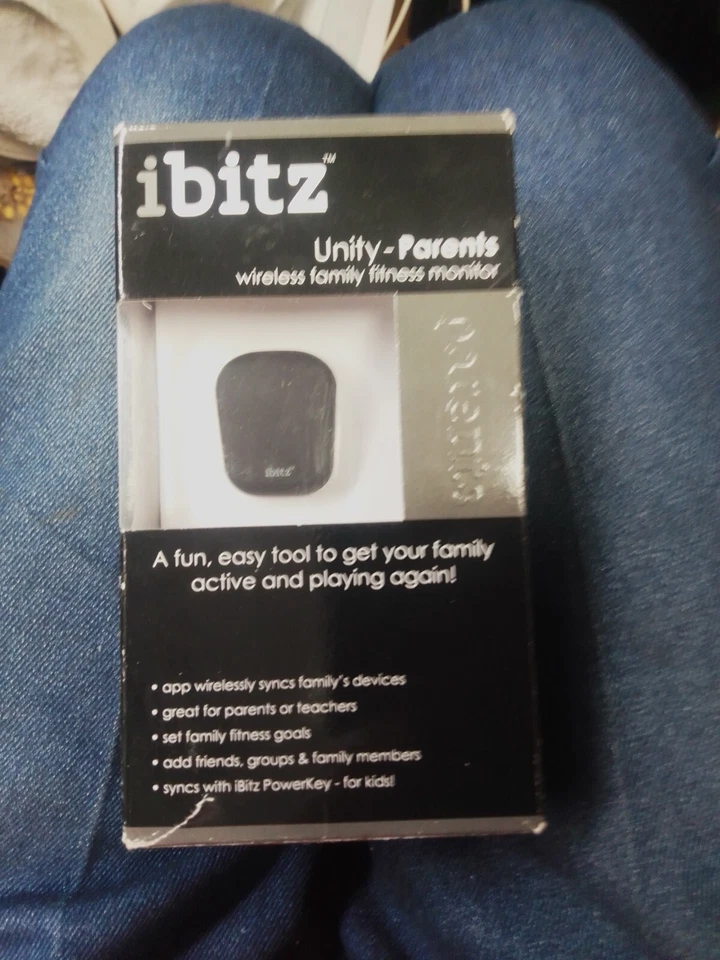 ibitz™
Unity - Parents
wireless family fitness monitor
parents
ibitz
A fun, easy tool to get your family
active and playing again!
• app wirelessly syncs family's devices
• great for parents or teachers
• set family fitness goals
• add friends, groups & family members
• syncs with iBitz PowerKey - for kids!